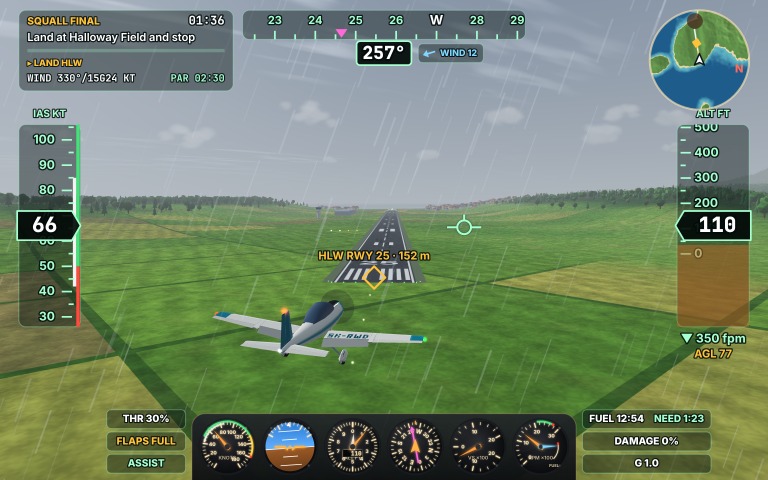 SQUALL FINAL 01:36
Land at Halloway Field and stop
▸ LAND HLW
WIND 330°/15G24 KT PAR 02:30
23 24 25 26 W 28 29
257°
WIND 12
N
IAS KT
100
90
80
66
60
50
40
30
ALT FT
500
400
300
200
110
0
350 fpm
AGL 77
HLW RWY 25 · 152 m
THR 30%
FLAPS FULL
ASSIST
FUEL 12:54 NEED 1:23
DAMAGE 0%
G 1.0